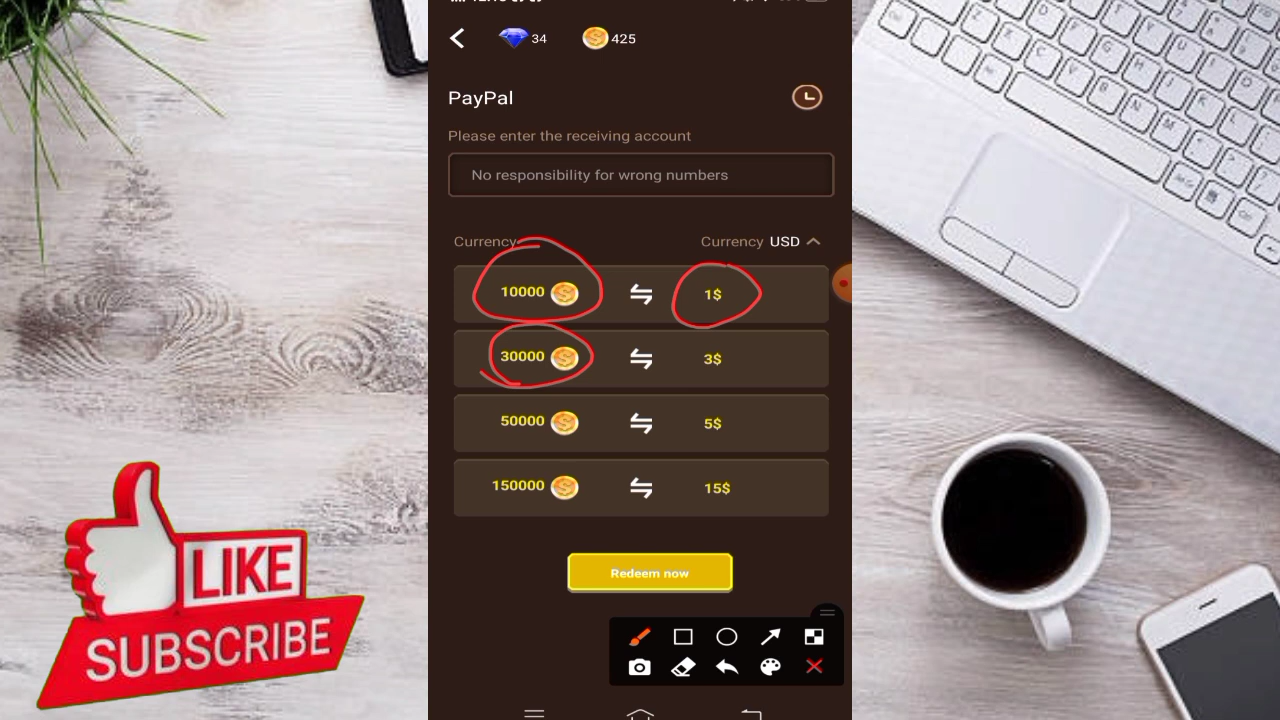 34 425
PayPal
Please enter the receiving account
No responsibility for wrong numbers
Currency Currency USD
10000 1$
30000 3$
50000 5$
150000 15$
Redeem now
LIKE
SUBSCRIBE